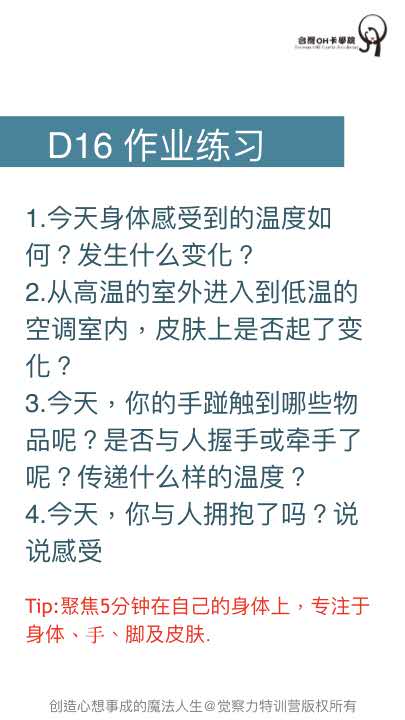 台灣OH卡學院
D16 作业练习
1.今天身体感受到的温度如
何？发生什么变化？
2.从高温的室外进入到低温的
空调室内，皮肤上是否起了变
化？
3.今天，你的手踫触到哪些物
品呢？是否与人握手或牵手了
呢？传递什么样的温度？
4.今天，你与人拥抱了吗？说
说感受
Tip:聚焦5分钟在自己的身体上，专注于
身体、手、脚及皮肤.
创造心想事成的魔法人生@觉察力特训营版权所有